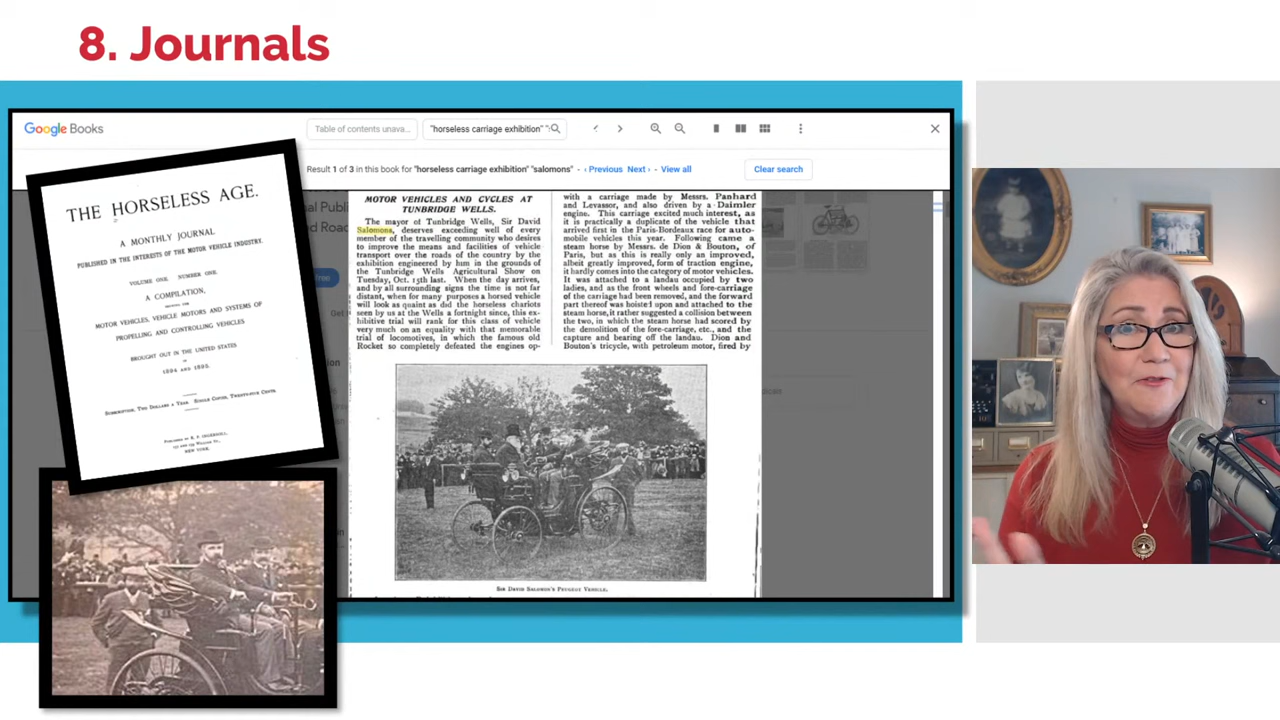 8. Journals
Google Books
Table of contents unava...
"horseless carriage exhibition" "
Result 1 of 3 in this book for "horseless carriage exhibition" "salomons" - ‹ Previous Next › - View all
Clear search
THE HORSELESS AGE.
A MONTHLY JOURNAL
PUBLISHED IN THE INTERESTS OF THE MOTOR VEHICLE INDUSTRY.
VOLUME ONE. NUMBER ONE.
A COMPILATION,
MOTOR VEHICLES, VEHICLE MOTORS AND SYSTEMS OF
PROPELLING AND CONTROLLING VEHICLES
BROUGHT OUT IN THE UNITED STATES
IN
1894 AND 1895.
SUBSCRIPTION, TWO DOLLARS A YEAR. SINGLE COPIES, TWENTY-FIVE CENTS.
PUBLISHED BY E. P. INGERSOLL,
NEW YORK.
MOTOR VEHICLES AND CYCLES AT
TUNBRIDGE WELLS.
The mayor of Tunbridge Wells, Sir David
Salomons, deserves exceeding well of every
member of the travelling community who desires
to improve the means and facilities of vehicle
transport over the roads of the country by the
exhibition engineered by him in the grounds of
the Tunbridge Wells Agricultural Show on
Tuesday, Oct. 15th last. When the day arrives,
and by all surrounding signs the time is not far
distant, when for many purposes a horsed vehicle
will look as quaint as did the horseless chariots
seen by us at the Wells a fortnight since, this ex-
hibitive trial will rank for this class of vehicle
very much on an equality with that memorable
trial of locomotives, in which the famous old
Rocket so completely defeated the engines op-
with a carriage made by Messrs. Panhard
and Levassor, and also driven by a Daimler
engine. This carriage excited much interest, as
it is practically a duplicate of the vehicle that
arrived first in the Paris-Bordeaux race for auto-
mobile vehicles this year. Following came a
steam horse by Messrs. de Dion & Bouton, of
Paris, but as this is really only an improved,
albeit greatly improved, form of traction engine,
it hardly comes into the category of motor vehicles.
It was attached to a landau occupied by two
ladies, and as the front wheels and fore-carriage
of the carriage had been removed, and the forward
part thereof was hoisted upon and attached to the
steam horse, it rather suggested a collision between
the two, in which the steam horse had scored by
the demolition of the fore-carriage, etc., and the
capture and bearing off the landau. Dion and
Bouton's tricycle, with petroleum motor, fired by
SIR DAVID SALOMON'S PEUGEOT VEHICLE.